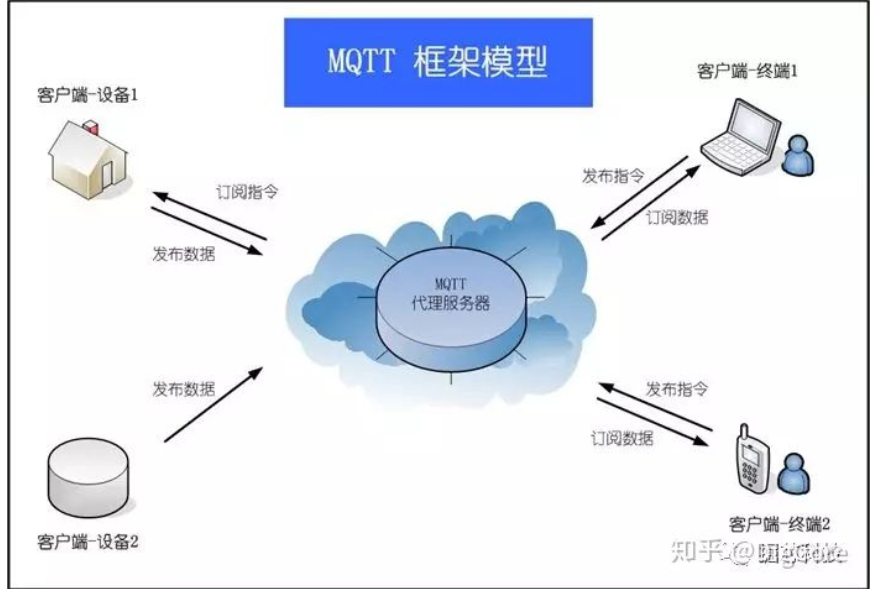 MQTT 框架模型
客户端-设备1
客户端-终端1
订阅指令
发布数据
发布指令
订阅数据
MQTT
代理服务器
发布数据
发布指令
订阅数据
客户端-设备2
客户端-终端2
知乎